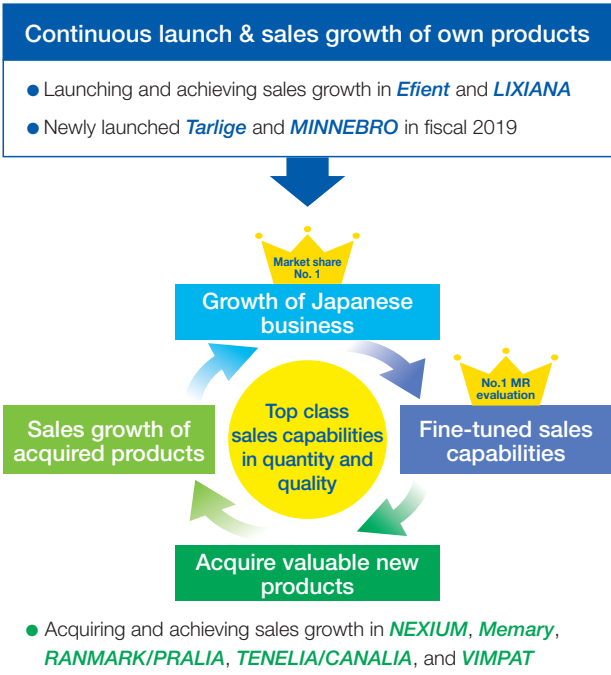 Continuous launch & sales growth of own products
● Launching and achieving sales growth in Efient and LIXIANA
● Newly launched Tarlige and MINNEBRO in fiscal 2019
Market share
No. 1
Growth of Japanese
business
No.1 MR
evaluation
Fine-tuned sales
capabilities
Top class
sales capabilities
in quantity and
quality
Sales growth of
acquired products
Acquire valuable new
products
● Acquiring and achieving sales growth in NEXIUM, Memary,
RANMARK/PRALIA, TENELIA/CANALIA, and VIMPAT